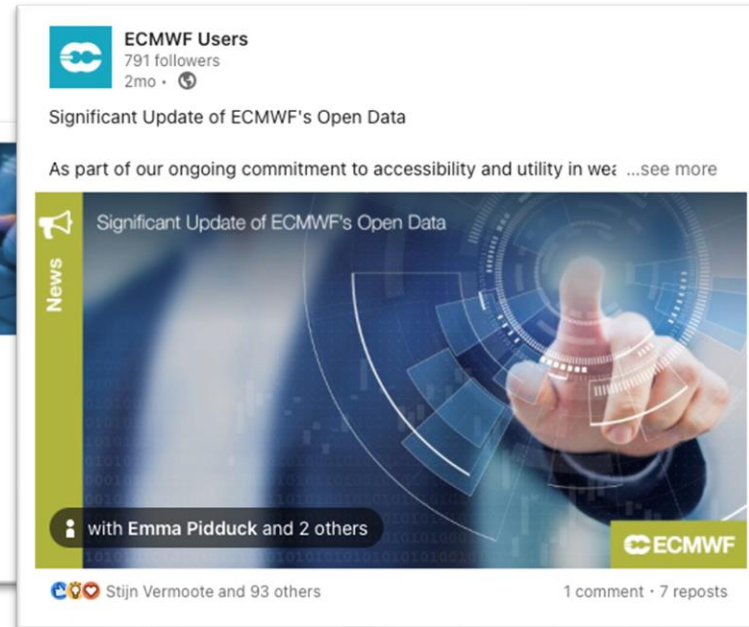 ECMWF Users
791 followers
2mo •
Significant Update of ECMWF's Open Data
As part of our ongoing commitment to accessibility and utility in wea ...see more
Significant Update of ECMWF's Open Data
News
with Emma Pidduck and 2 others
ECMWF
Stijn Vermoote and 93 others
1 comment • 7 reposts